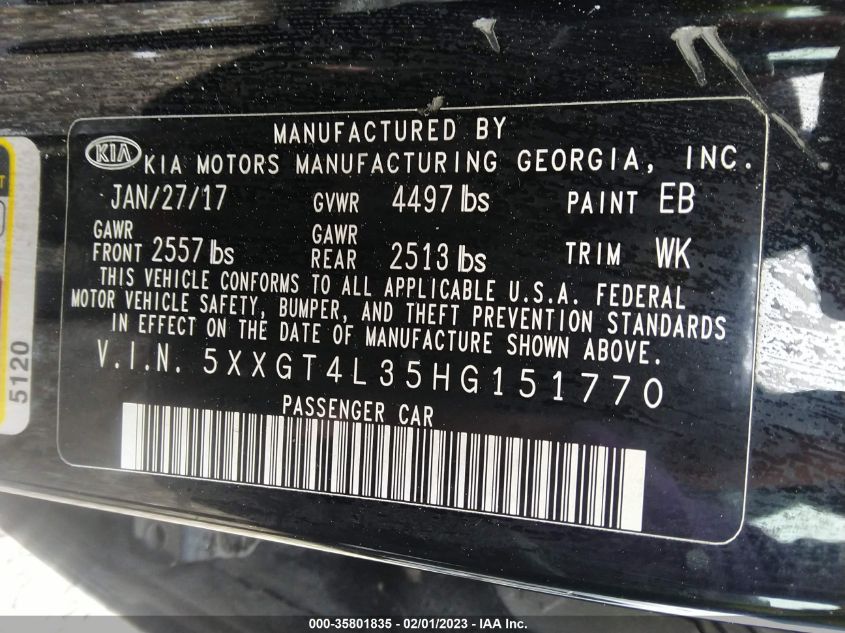 MANUFACTURED BY
KIA KIA MOTORS MANUFACTURING GEORGIA, INC.
JAN/27/17 GVWR 4497 lbs PAINT EB
GAWR GAWR
FRONT 2557 lbs REAR 2513 lbs TRIM WK
THIS VEHICLE CONFORMS TO ALL APPLICABLE U.S.A. FEDERAL
MOTOR VEHICLE SAFETY, BUMPER, AND THEFT PREVENTION STANDARDS
IN EFFECT ON THE DATE OF MANUFACTURE SHOWN ABOVE.
V.I.N. 5XXGT4L35HG151770
PASSENGER CAR
5120
000-35801835 - 02/01/2023 - IAA Inc.